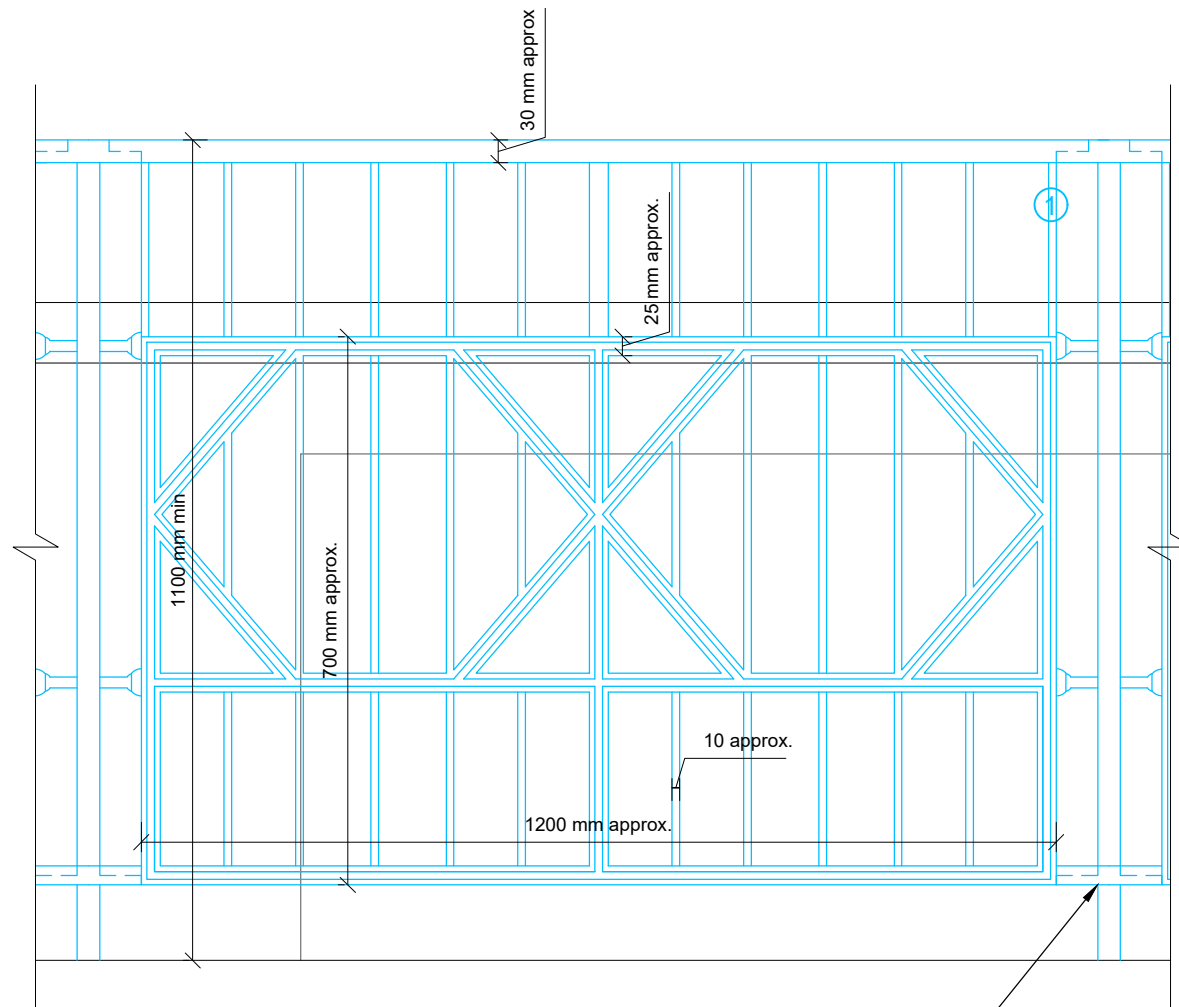 30 mm approx
1
25 mm approx.
1100 mm min
700 mm approx.
10 approx.
1200 mm approx.